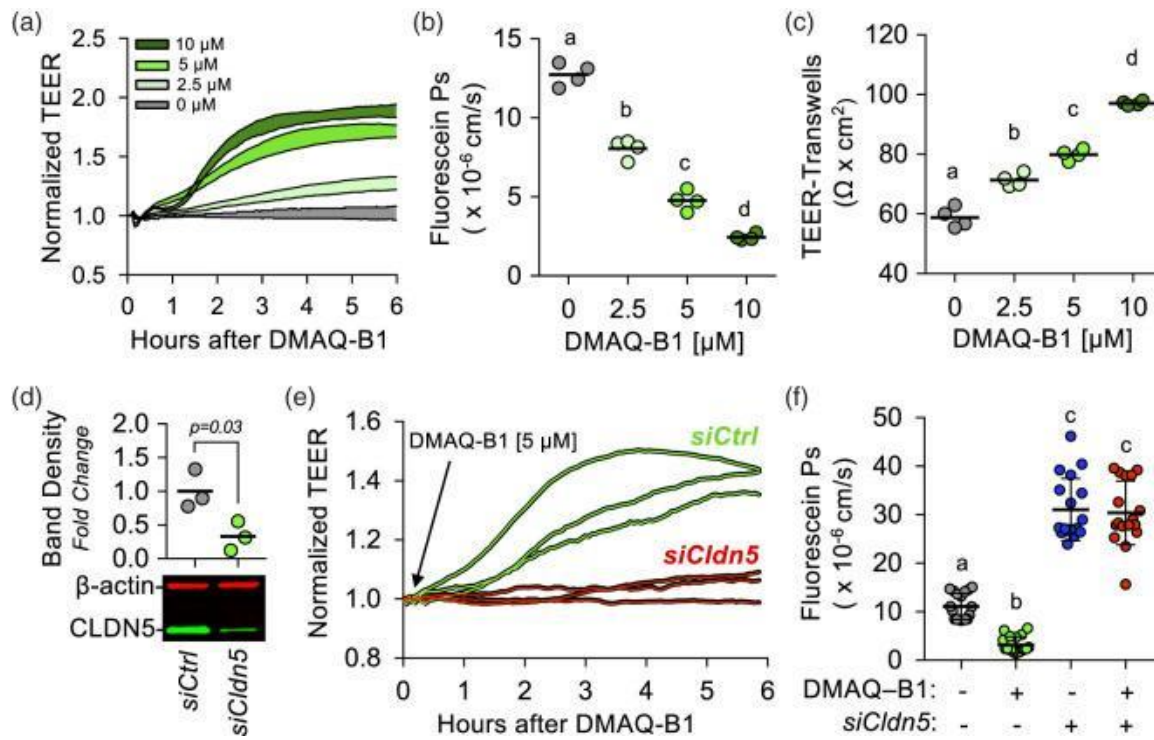 (a)
Normalized TEER
2.5
2.0
1.5
1.0
0.5
10 µM
5 µM
2.5 µM
0 µM
0 1 2 3 4 5 6
Hours after DMAQ-B1
(b)
Fluorescein Ps
( x 10⁻⁶ cm/s)
15
10
5
0
a
b
c
d
0 2.5 5 10
DMAQ-B1 [µM]
(c)
TEER-Transwells
(Ω x cm²)
120
100
80
60
40
a
b
c
d
0 2.5 5 10
DMAQ-B1 [µM]
(d)
Band Density
Fold Change
2.0
1.5
1.0
0.5
0.0
p=0.03
β-actin
CLDN5
siCtrl
siCldn5
(e)
Normalized TEER
1.6
1.4
1.2
1.0
0.8
DMAQ-B1 [5 µM]
siCtrl
siCldn5
0 1 2 3 4 5 6
Hours after DMAQ-B1
(f)
Fluorescein Ps
( x 10⁻⁶ cm/s)
50
40
30
20
10
0
a
b
c
c
DMAQ–B1: - + - +
siCldn5: - - + +